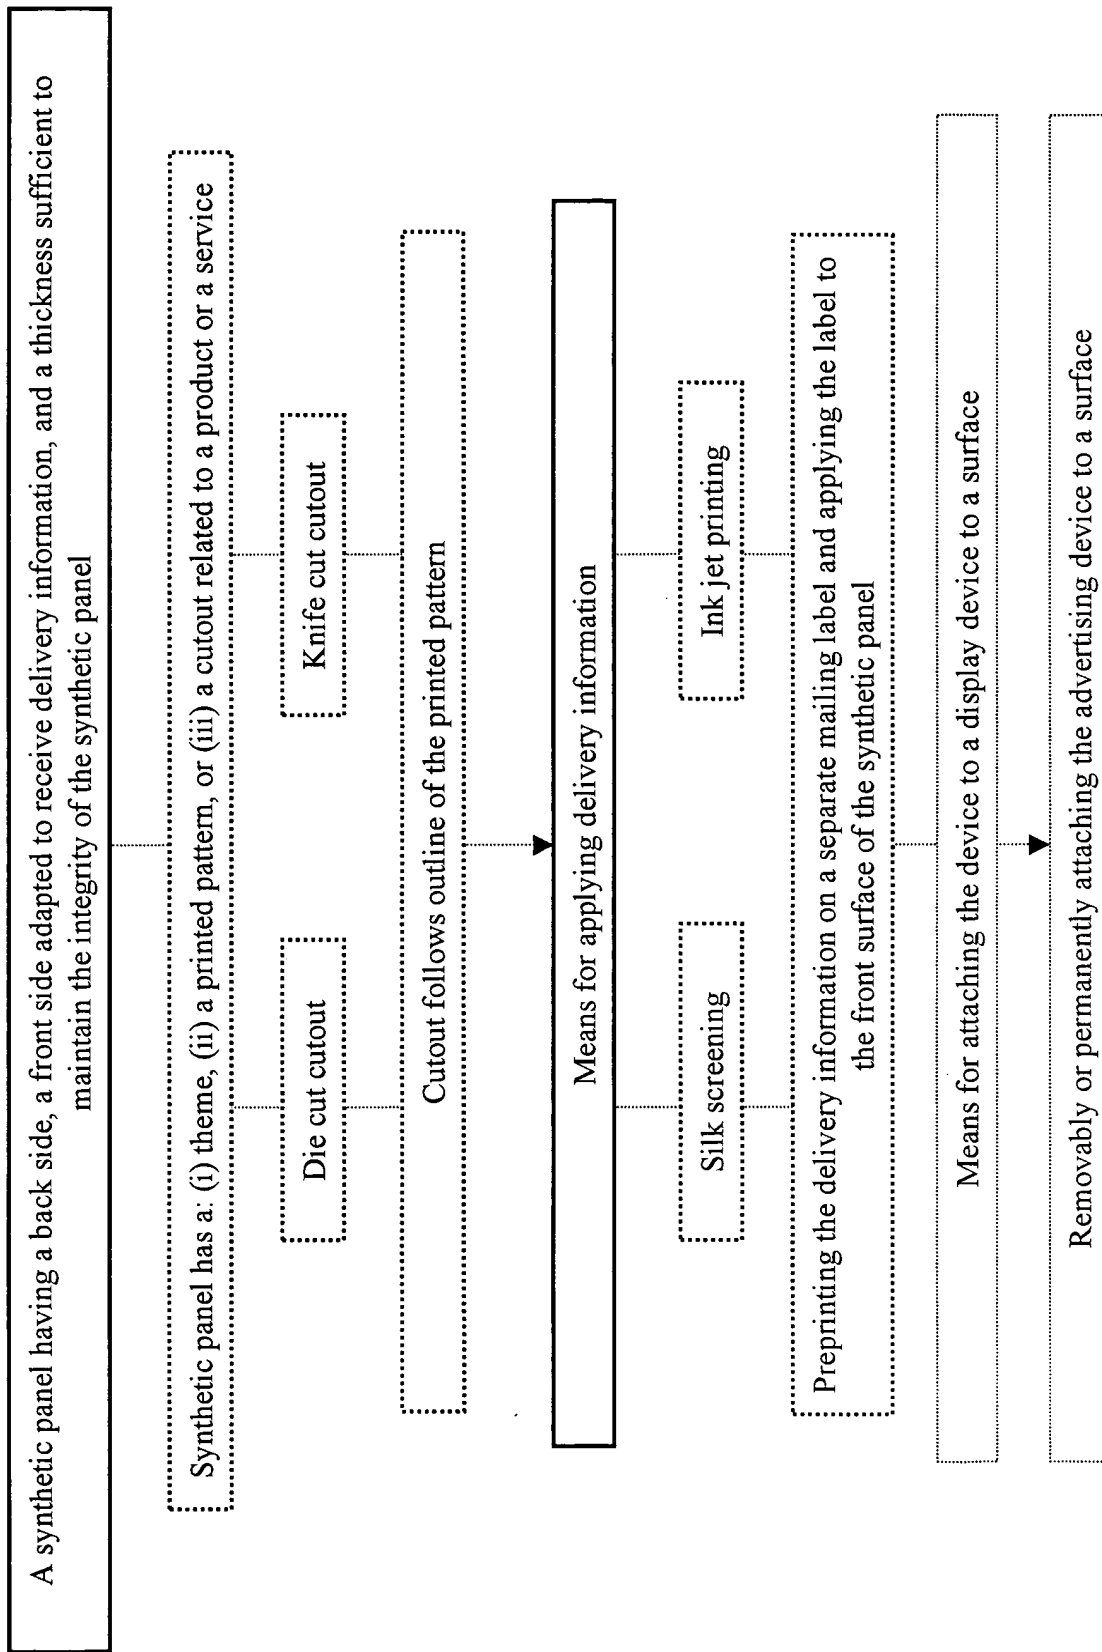 A synthetic panel having a back side, a front side adapted to receive delivery information, and a thickness sufficient to
maintain the integrity of the synthetic panel
Synthetic panel has a: (i) theme, (ii) a printed pattern, or (iii) a cutout related to a product or a service
Die cut cutout
Knife cut cutout
Cutout follows outline of the printed pattern
Means for applying delivery information
Silk screening
Ink jet printing
Preprinting the delivery information on a separate mailing label and applying the label to
the front surface of the synthetic panel
Means for attaching the device to a display device to a surface
Removably or permanently attaching the advertising device to a surface